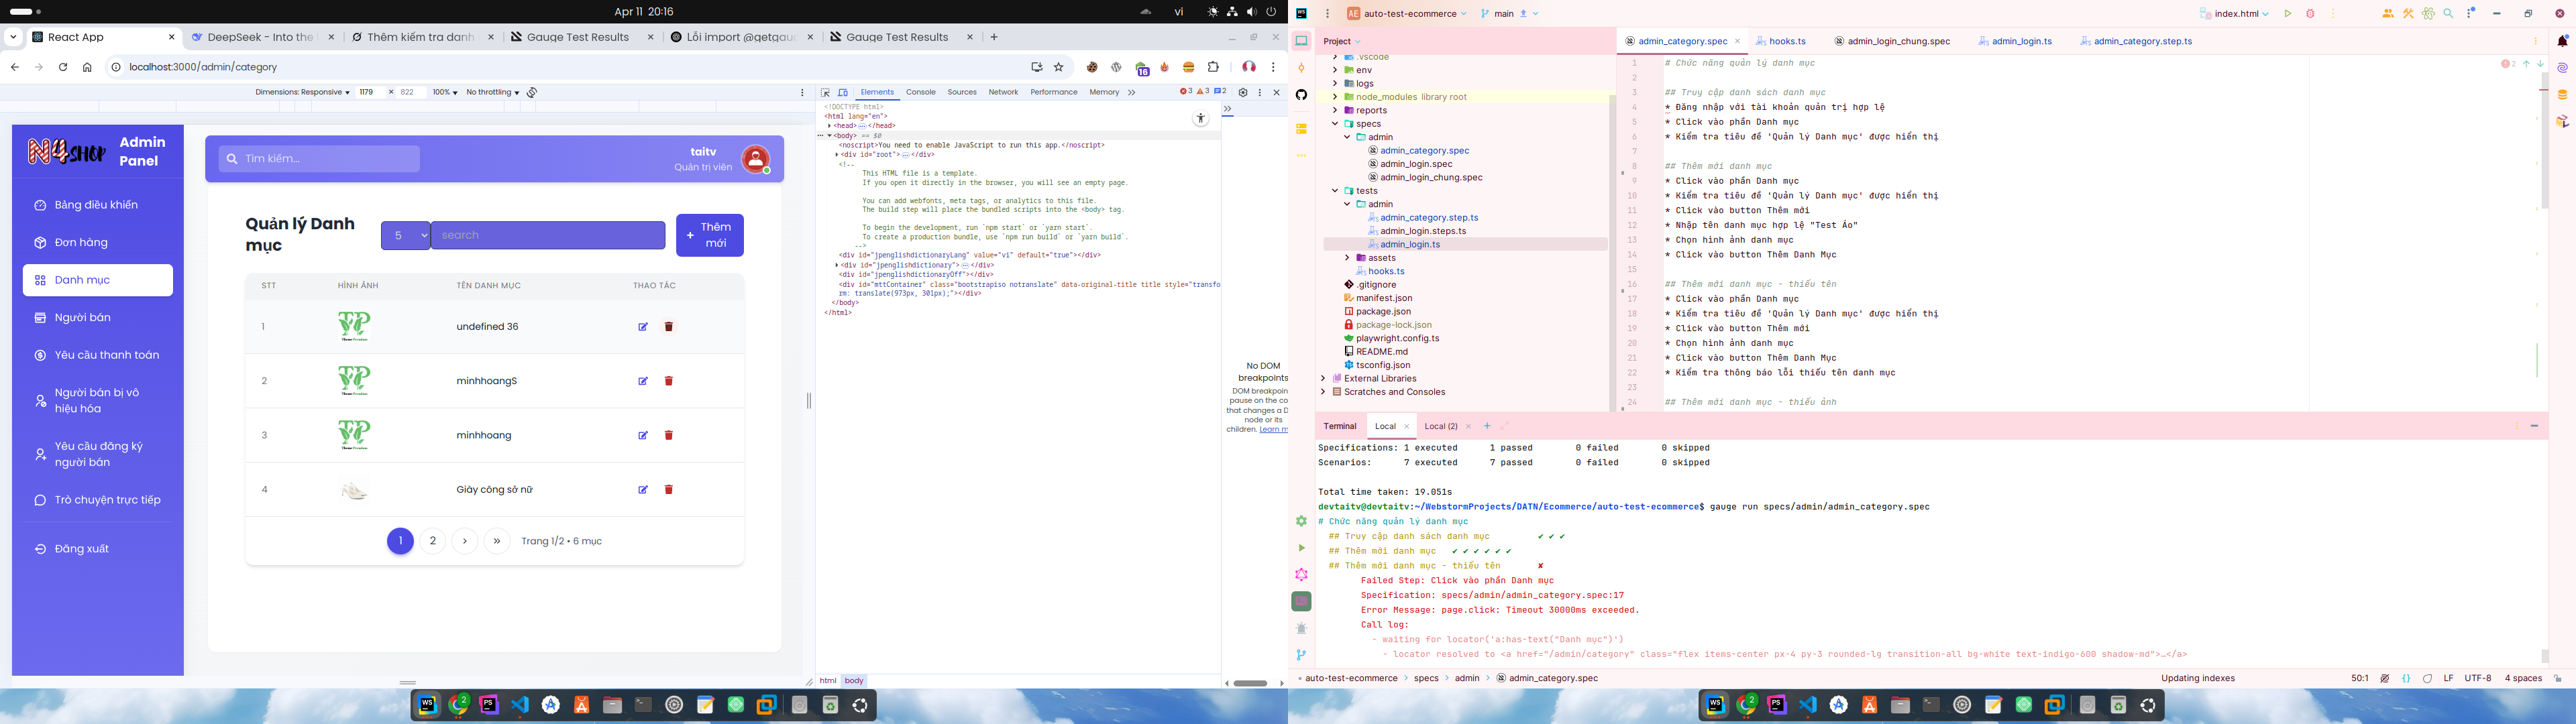 Apr 11 20:16
vi
React App
DeepSeek - Into the
Thêm kiểm tra danh
Gauge Test Results
Lỗi import @getgau
Gauge Test Results
localhost:3000/admin/category
16
Dimensions: Responsive
1179
×
822
100%
No throttling
N4SHOP
Admin Panel
Bảng điều khiển
Đơn hàng
Danh mục
Người bán
Yêu cầu thanh toán
Người bán bị vô
hiệu hóa
Yêu cầu đăng ký
người bán
Trò chuyện trực tiếp
Đăng xuất
Tìm kiếm...
taitv
Quản trị viên
Quản lý Danh
mục
5
search
+ Thêm
mới
STT HÌNH ẢNH TÊN DANH MỤC THAO TÁC
1 undefined 36
2 minhhoangS
3 minhhoang
4 Giày công sở nữ
1 2 › » Trang 1/2 • 6 mục
Elements Console Sources Network Performance Memory
3 3 2
<!DOCTYPE html>
<html lang="en">
<head>…</head>
<body> == $0
<noscript>You need to enable JavaScript to run this app.</noscript>
<div id="root">…</div>
<!--
This HTML file is a template.
If you open it directly in the browser, you will see an empty page.
You can add webfonts, meta tags, or analytics to this file.
The build step will place the bundled scripts into the <body> tag.
To begin the development, run `npm start` or `yarn start`.
To create a production bundle, use `npm run build` or `yarn build`.
-->
<div id="jpenglishdictionaryLang" value="vi" default="true"></div>
<div id="jpenglishdictionary">…</div>
<div id="jpenglishdictionaryOff"></div>
<div id="mttContainer" class="bootstrapiso notranslate" data-original-title title style="transfo
rm: translate(973px, 301px);"></div>
</body>
</html>
html body
No DOM
breakpoints
DOM breakpoin
pause on the co
that changes a D
node or its
children. Learn m
WS
AE auto-test-ecommerce
main
index.html
Project
.vscode
env
logs
node_modules library root
reports
specs
admin
admin_category.spec
admin_login.spec
admin_login_chung.spec
tests
admin
admin_category.step.ts
admin_login.steps.ts
admin_login.ts
assets
hooks.ts
.gitignore
manifest.json
package.json
package-lock.json
playwright.config.ts
README.md
tsconfig.json
External Libraries
Scratches and Consoles
admin_category.spec
hooks.ts
admin_login_chung.spec
admin_login.ts
admin_category.step.ts
2
1 # Chức năng quản lý danh mục
2
3 ## Truy cập danh sách danh mục
4 * Đăng nhập với tài khoản quản trị hợp lệ
5 * Click vào phần Danh mục
6 * Kiểm tra tiêu đề 'Quản lý Danh mục' được hiển thị
7
8 ## Thêm mới danh mục
9 * Click vào phần Danh mục
10 * Kiểm tra tiêu đề 'Quản lý Danh mục' được hiển thị
11 * Click vào button Thêm mới
12 * Nhập tên danh mục hợp lệ "Test Áo"
13 * Chọn hình ảnh danh mục
14 * Click vào button Thêm Danh Mục
15
16 ## Thêm mới danh mục - thiếu tên
17 * Click vào phần Danh mục
18 * Kiểm tra tiêu đề 'Quản lý Danh mục' được hiển thị
19 * Click vào button Thêm mới
20 * Chọn hình ảnh danh mục
21 * Click vào button Thêm Danh Mục
22 * Kiểm tra thông báo lỗi thiếu tên danh mục
23
24 ## Thêm mới danh mục - thiếu ảnh
Terminal Local Local (2)
Specifications: 1 executed 1 passed 0 failed 0 skipped
Scenarios: 7 executed 7 passed 0 failed 0 skipped
Total time taken: 19.051s
devtaitv@devtaitv:~/WebstormProjects/DATN/Ecommerce/auto-test-ecommerce$ gauge run specs/admin/admin_category.spec
# Chức năng quản lý danh mục
## Truy cập danh sách danh mục ✔ ✔ ✔
## Thêm mới danh mục ✔ ✔ ✔ ✔ ✔ ✔
## Thêm mới danh mục - thiếu tên ✘
Failed Step: Click vào phần Danh mục
Specification: specs/admin/admin_category.spec:17
Error Message: page.click: Timeout 30000ms exceeded.
Call log:
- waiting for locator('a:has-text("Danh mục")')
- locator resolved to <a href="/admin/category" class="flex items-center px-4 py-3 rounded-lg transition-all bg-white text-indigo-600 shadow-md">…</a>
auto-test-ecommerce › specs › admin › admin_category.spec
Updating indexes
50:1
LF
UTF-8
4 spaces
WS
2
PS
WS
2
PS